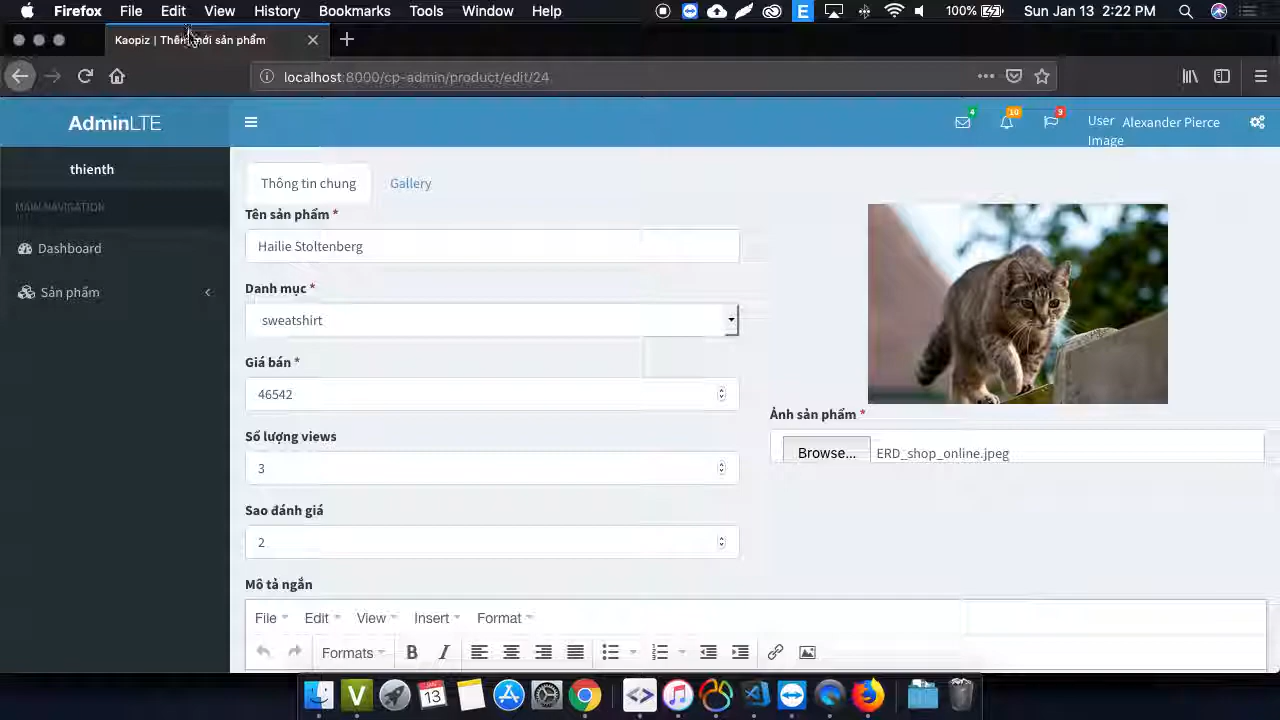 Firefox File Edit View History Bookmarks Tools Window Help E 100% Sun Jan 13 2:22 PM
Kaopiz | Thêm mới sản phẩm
localhost:8000/cp-admin/product/edit/24
AdminLTE 4 10 9 User Image Alexander Pierce
thienth
MAIN NAVIGATION
Dashboard
Sản phẩm
Thông tin chung Gallery
Tên sản phẩm *
Hailie Stoltenberg
Danh mục *
sweatshirt
Giá bán *
46542
Ảnh sản phẩm *
Browse... ERD_shop_online.jpeg
Số lượng views
3
Sao đánh giá
2
Mô tả ngắn
File Edit View Insert Format
Formats B I
V 13